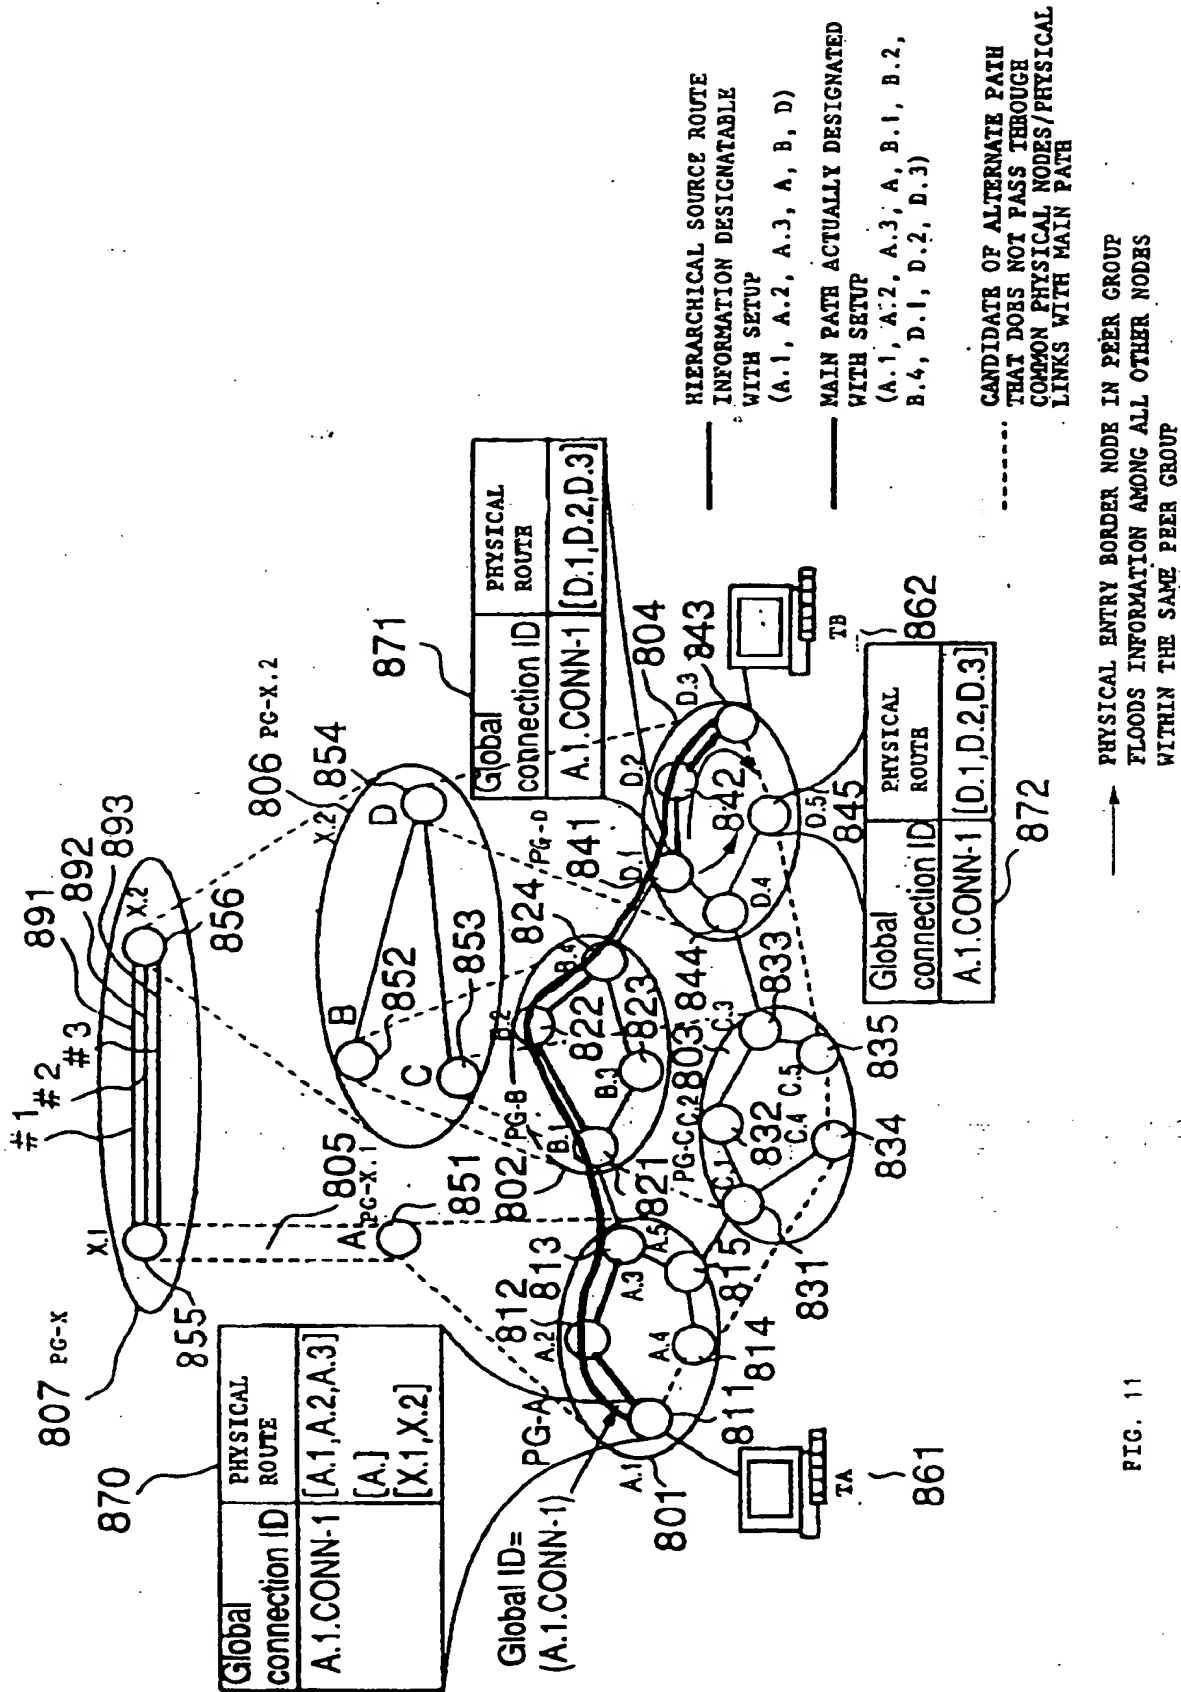 807 PG-X
X.1
X.2
#1
#2
#3
891
892
893
855
856
870
Global
connection ID
PHYSICAL
ROUTE
A.1.CONN-1
[A.1,A.2,A.3]
[A.]
[X.1,X.2]
805
A
PG-X.1
851
806 PG-X.2
X.2
854
B
852
C
853
D
871
Global
connection ID
PHYSICAL
ROUTE
A.1.CONN-1
[D.1,D.2,D.3]
Global ID=
(A.1.CONN-1)
PG-A
801
A.1
811
A.2
812
A.3
813
A.4
814
A.5
815
PG-B
802
B.1
821
B.2
822
B.3
823
B.4
824
PG-C
803
C.1
831
C.2
832
C.3
833
C.4
834
C.5
835
PG-D
804
D.1
841
D.2
842
D.3
843
D.4
844
D.5
845
TA
861
TB
862
Global
connection ID
PHYSICAL
ROUTE
A.1.CONN-1
[D.1,D.2,D.3]
872
HIERARCHICAL SOURCE ROUTE
INFORMATION DESIGNATABLE
WITH SETUP
(A.1, A.2, A.3, A, B, D)
MAIN PATH ACTUALLY DESIGNATED
WITH SETUP
(A.1, A.2, A.3, A, B.1, B.2,
B.4, D.1, D.2, D.3)
CANDIDATE OF ALTERNATE PATH
THAT DOES NOT PASS THROUGH
COMMON PHYSICAL NODES/PHYSICAL
LINKS WITH MAIN PATH
PHYSICAL ENTRY BORDER NODE IN PEER GROUP
FLOODS INFORMATION AMONG ALL OTHER NODES
WITHIN THE SAME PEER GROUP
FIG. 11